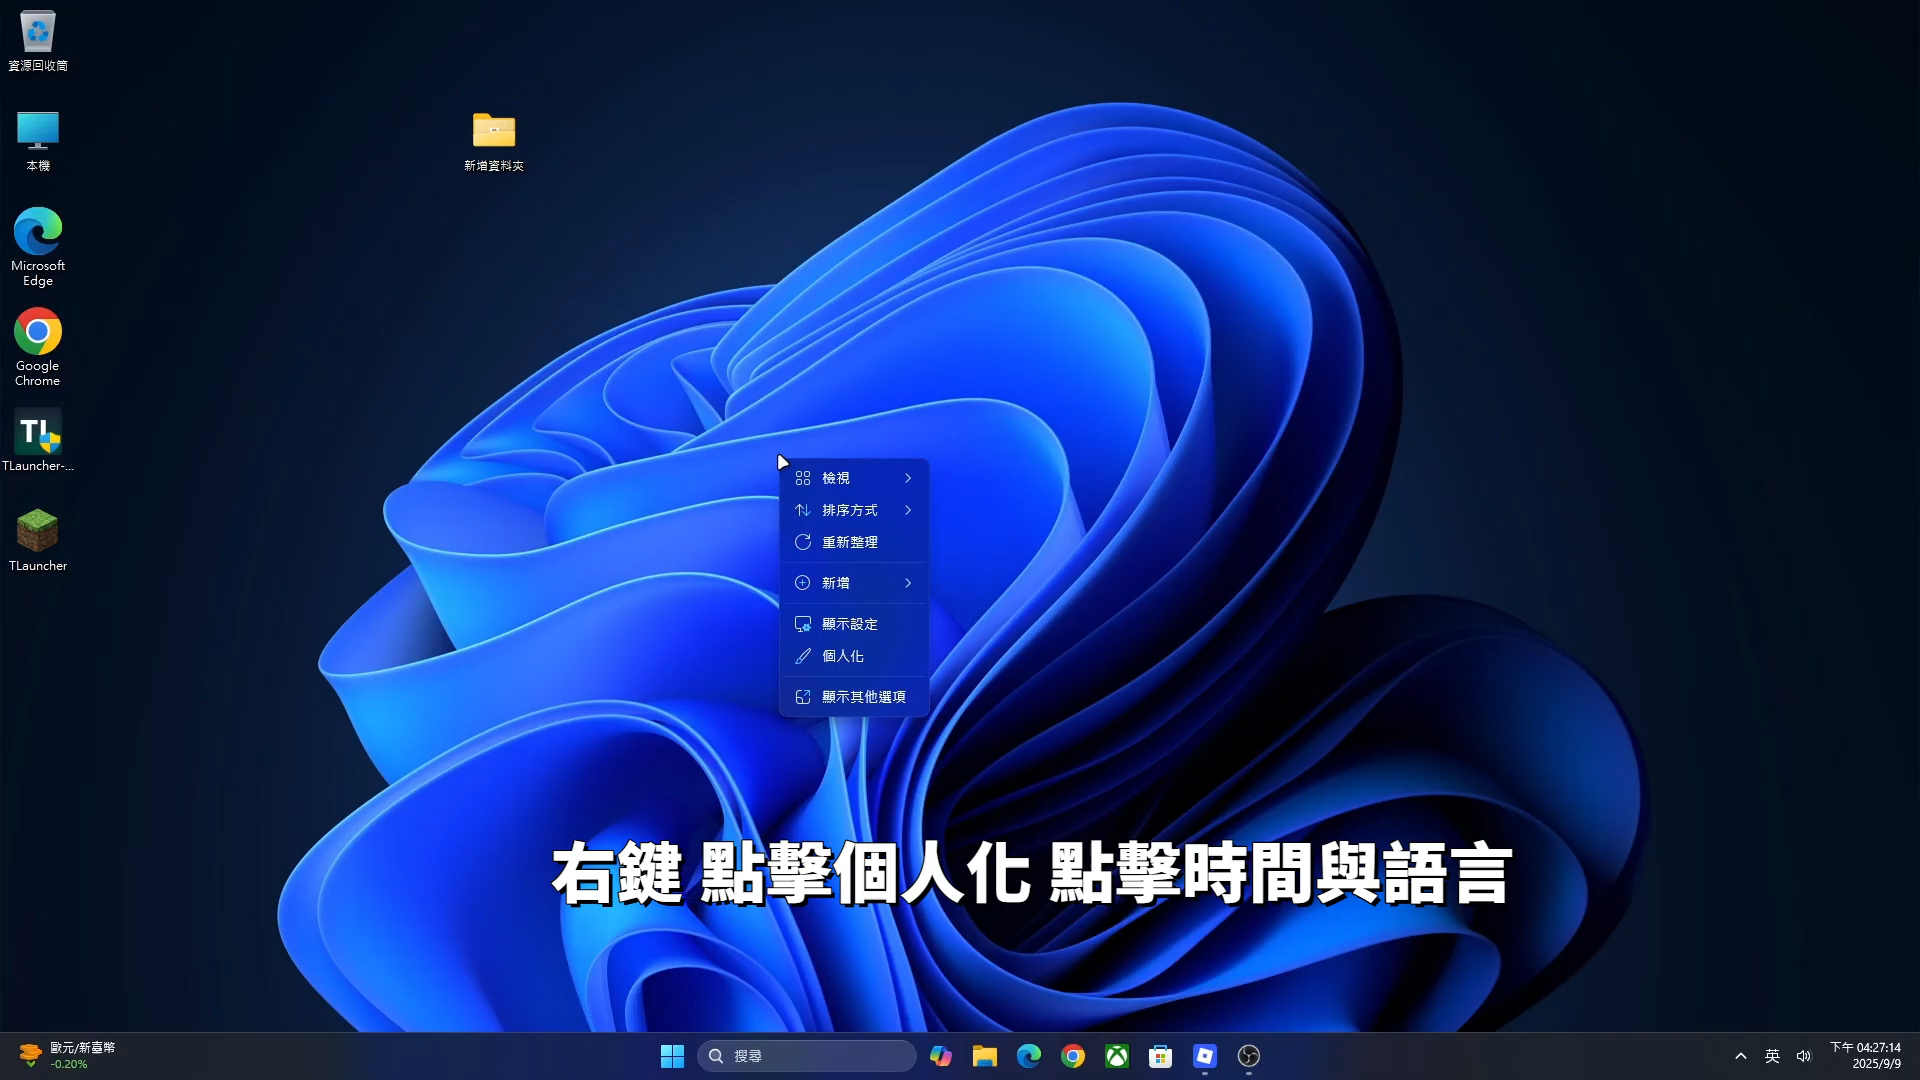 資源回收筒
本機
Microsoft
Edge
Google
Chrome
TL
TLauncher-...
TLauncher
新增資料夾
檢視
排序方式
重新整理
新增
顯示設定
個人化
顯示其他選項
右鍵 點擊個人化 點擊時間與語言
歐元/新臺幣
-0.20%
搜尋
英
下午 04:27:14
2025/9/9